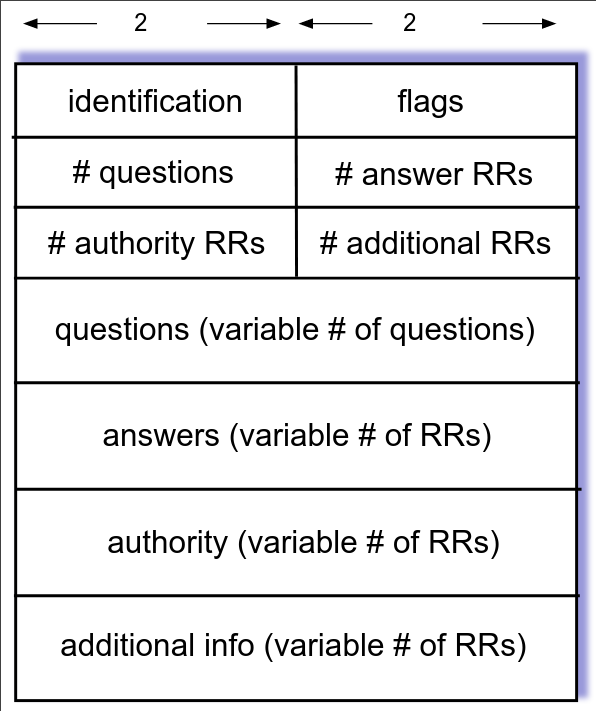 2 2
identification flags
# questions # answer RRs
# authority RRs # additional RRs
questions (variable # of questions)
answers (variable # of RRs)
authority (variable # of RRs)
additional info (variable # of RRs)